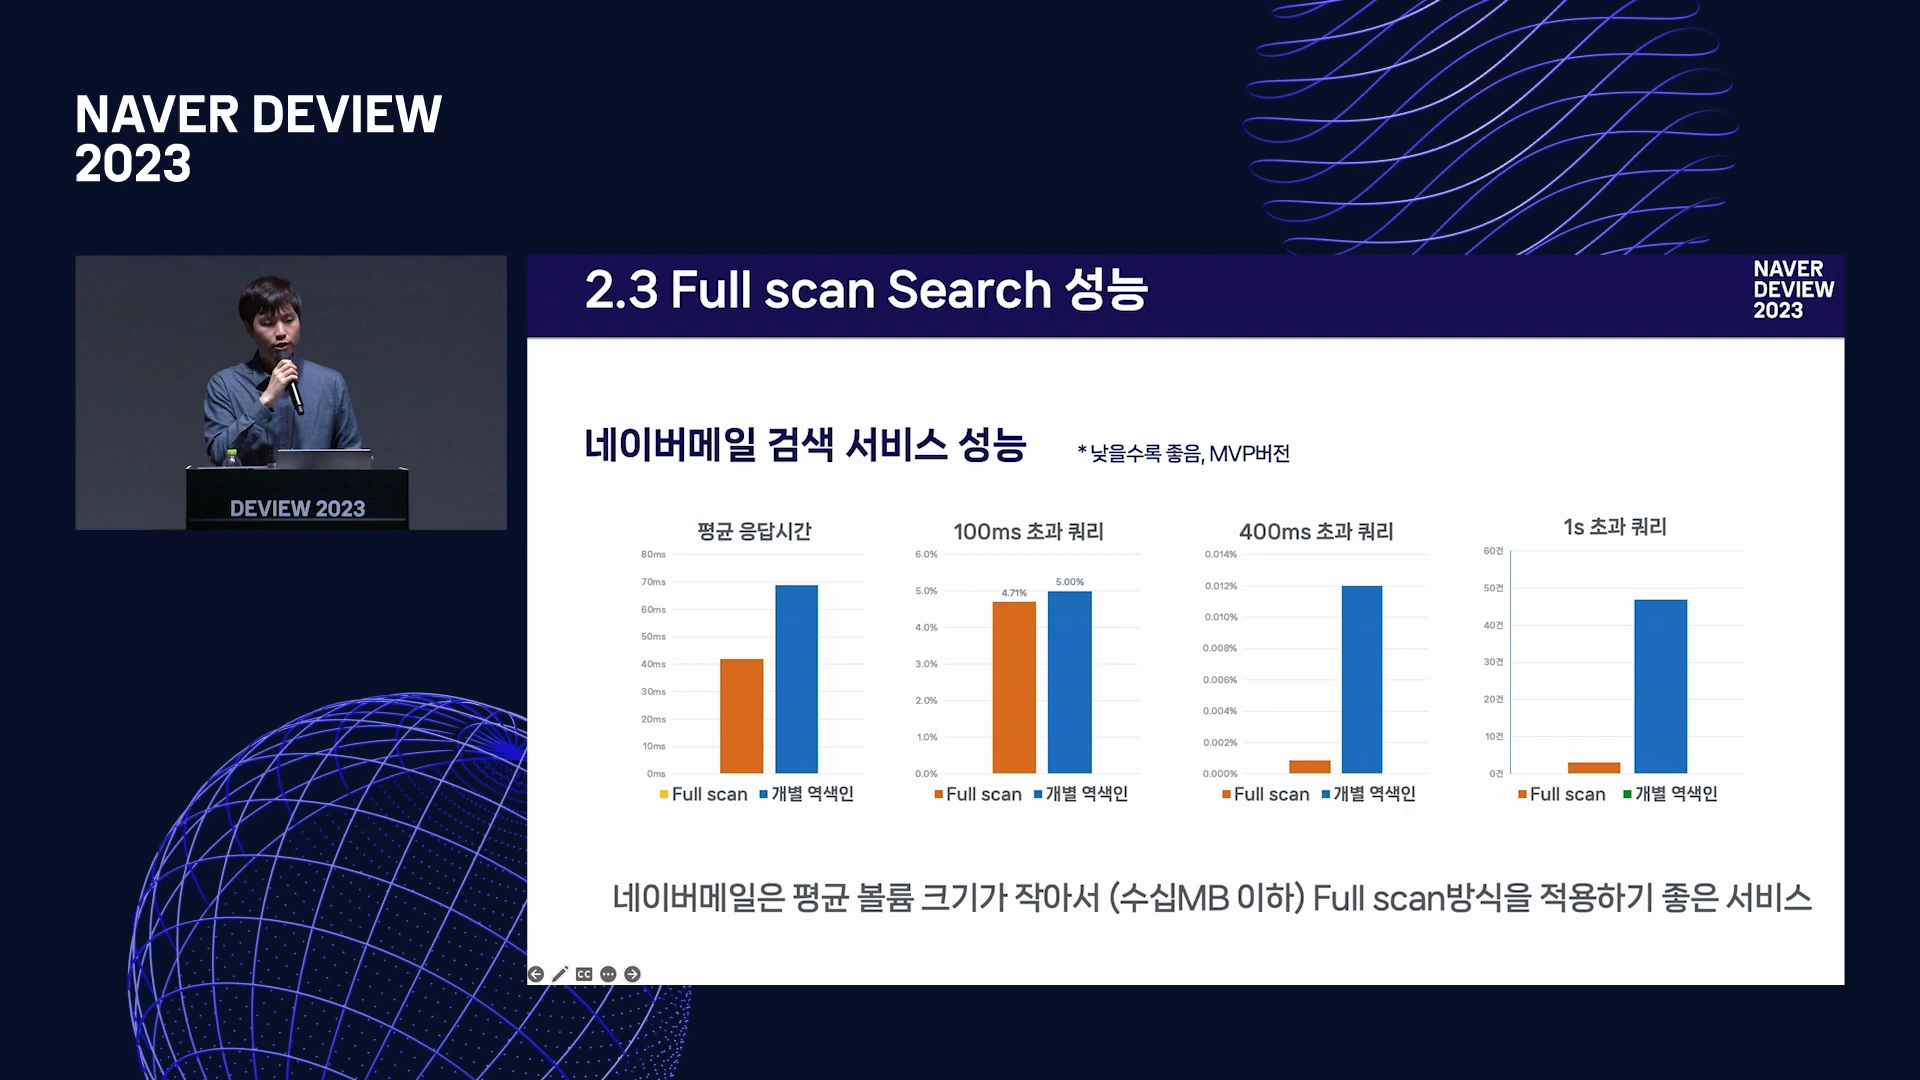 NAVER DEVIEW
2023
DEVIEW 2023
2.3 Full scan Search 성능
NAVER
DEVIEW
2023
네이버메일 검색 서비스 성능
* 낮을수록 좋음, MVP버전
평균 응답시간
80ms
70ms
60ms
50ms
40ms
30ms
20ms
10ms
0ms
Full scan 개별 역색인
100ms 초과 쿼리
6.0%
5.0%
4.0%
3.0%
2.0%
1.0%
0.0%
4.71%
5.00%
Full scan 개별 역색인
400ms 초과 쿼리
0.014%
0.012%
0.010%
0.008%
0.006%
0.004%
0.002%
0.000%
Full scan 개별 역색인
1s 초과 쿼리
60건
50건
40건
30건
20건
10건
0건
Full scan 개별 역색인
네이버메일은 평균 볼륨 크기가 작아서 (수십MB 이하) Full scan방식을 적용하기 좋은 서비스
CC